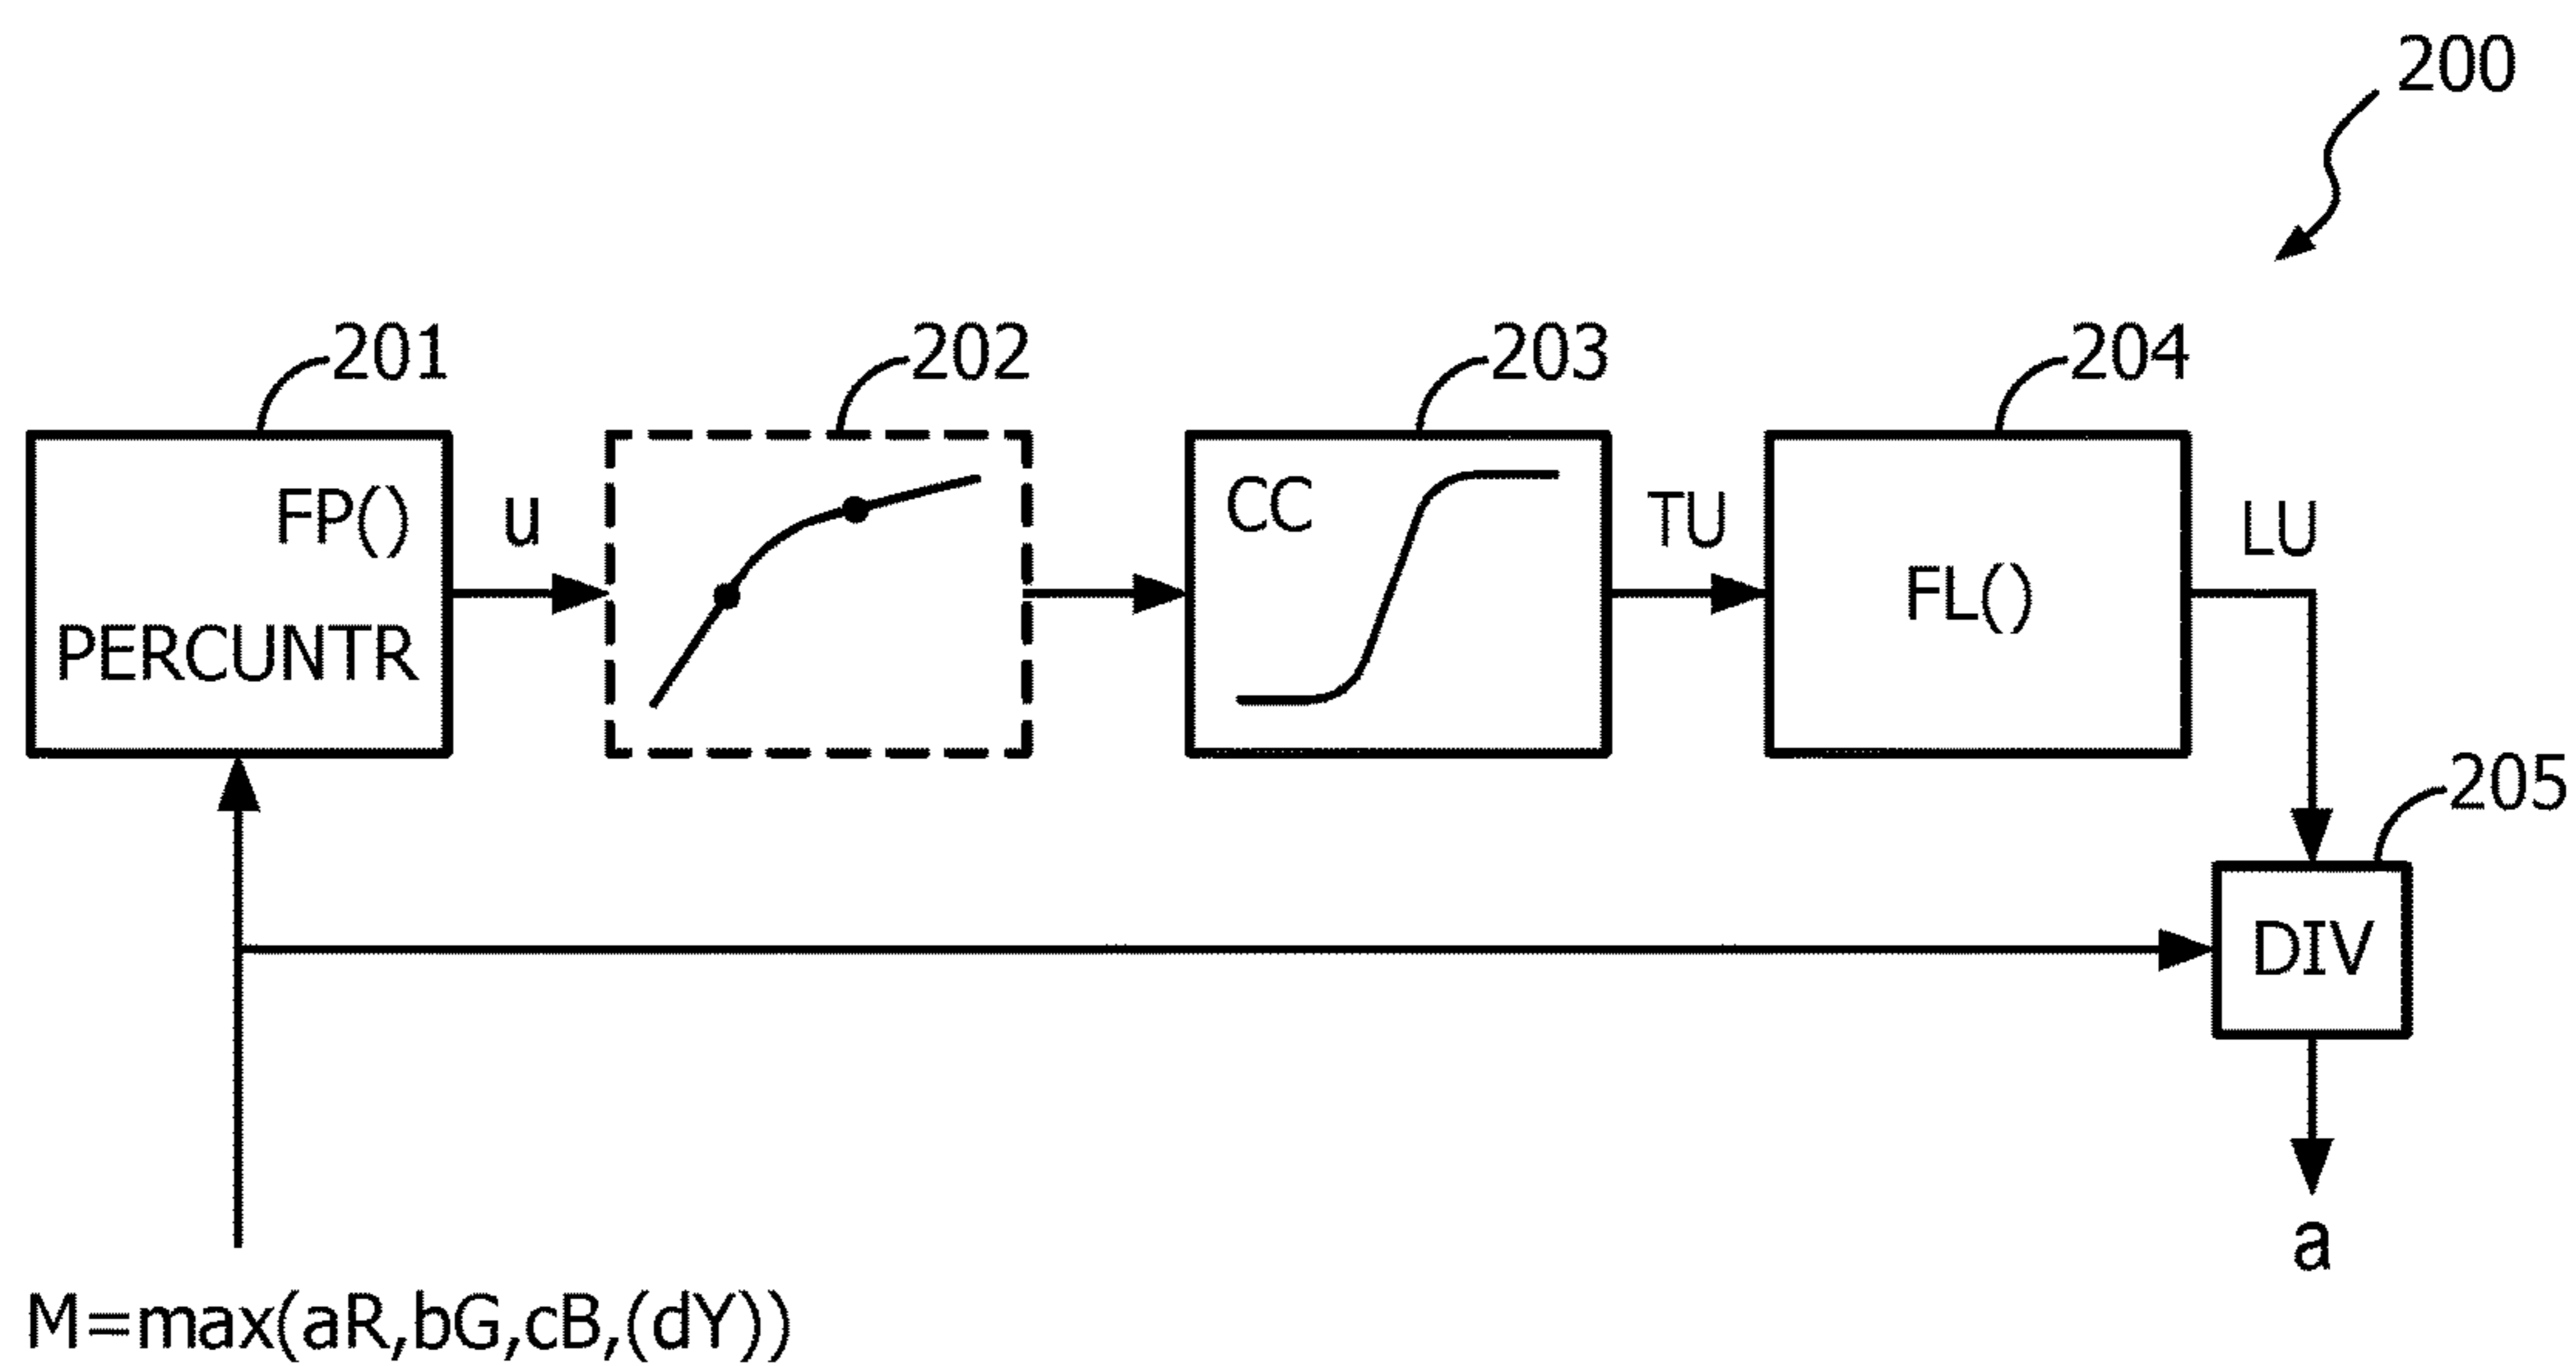 200
201
202
203
204
FP()
PERCUNTR
u
CC
TU
FL()
LU
205
DIV
a
M=max(aR,bG,cB,(dY))